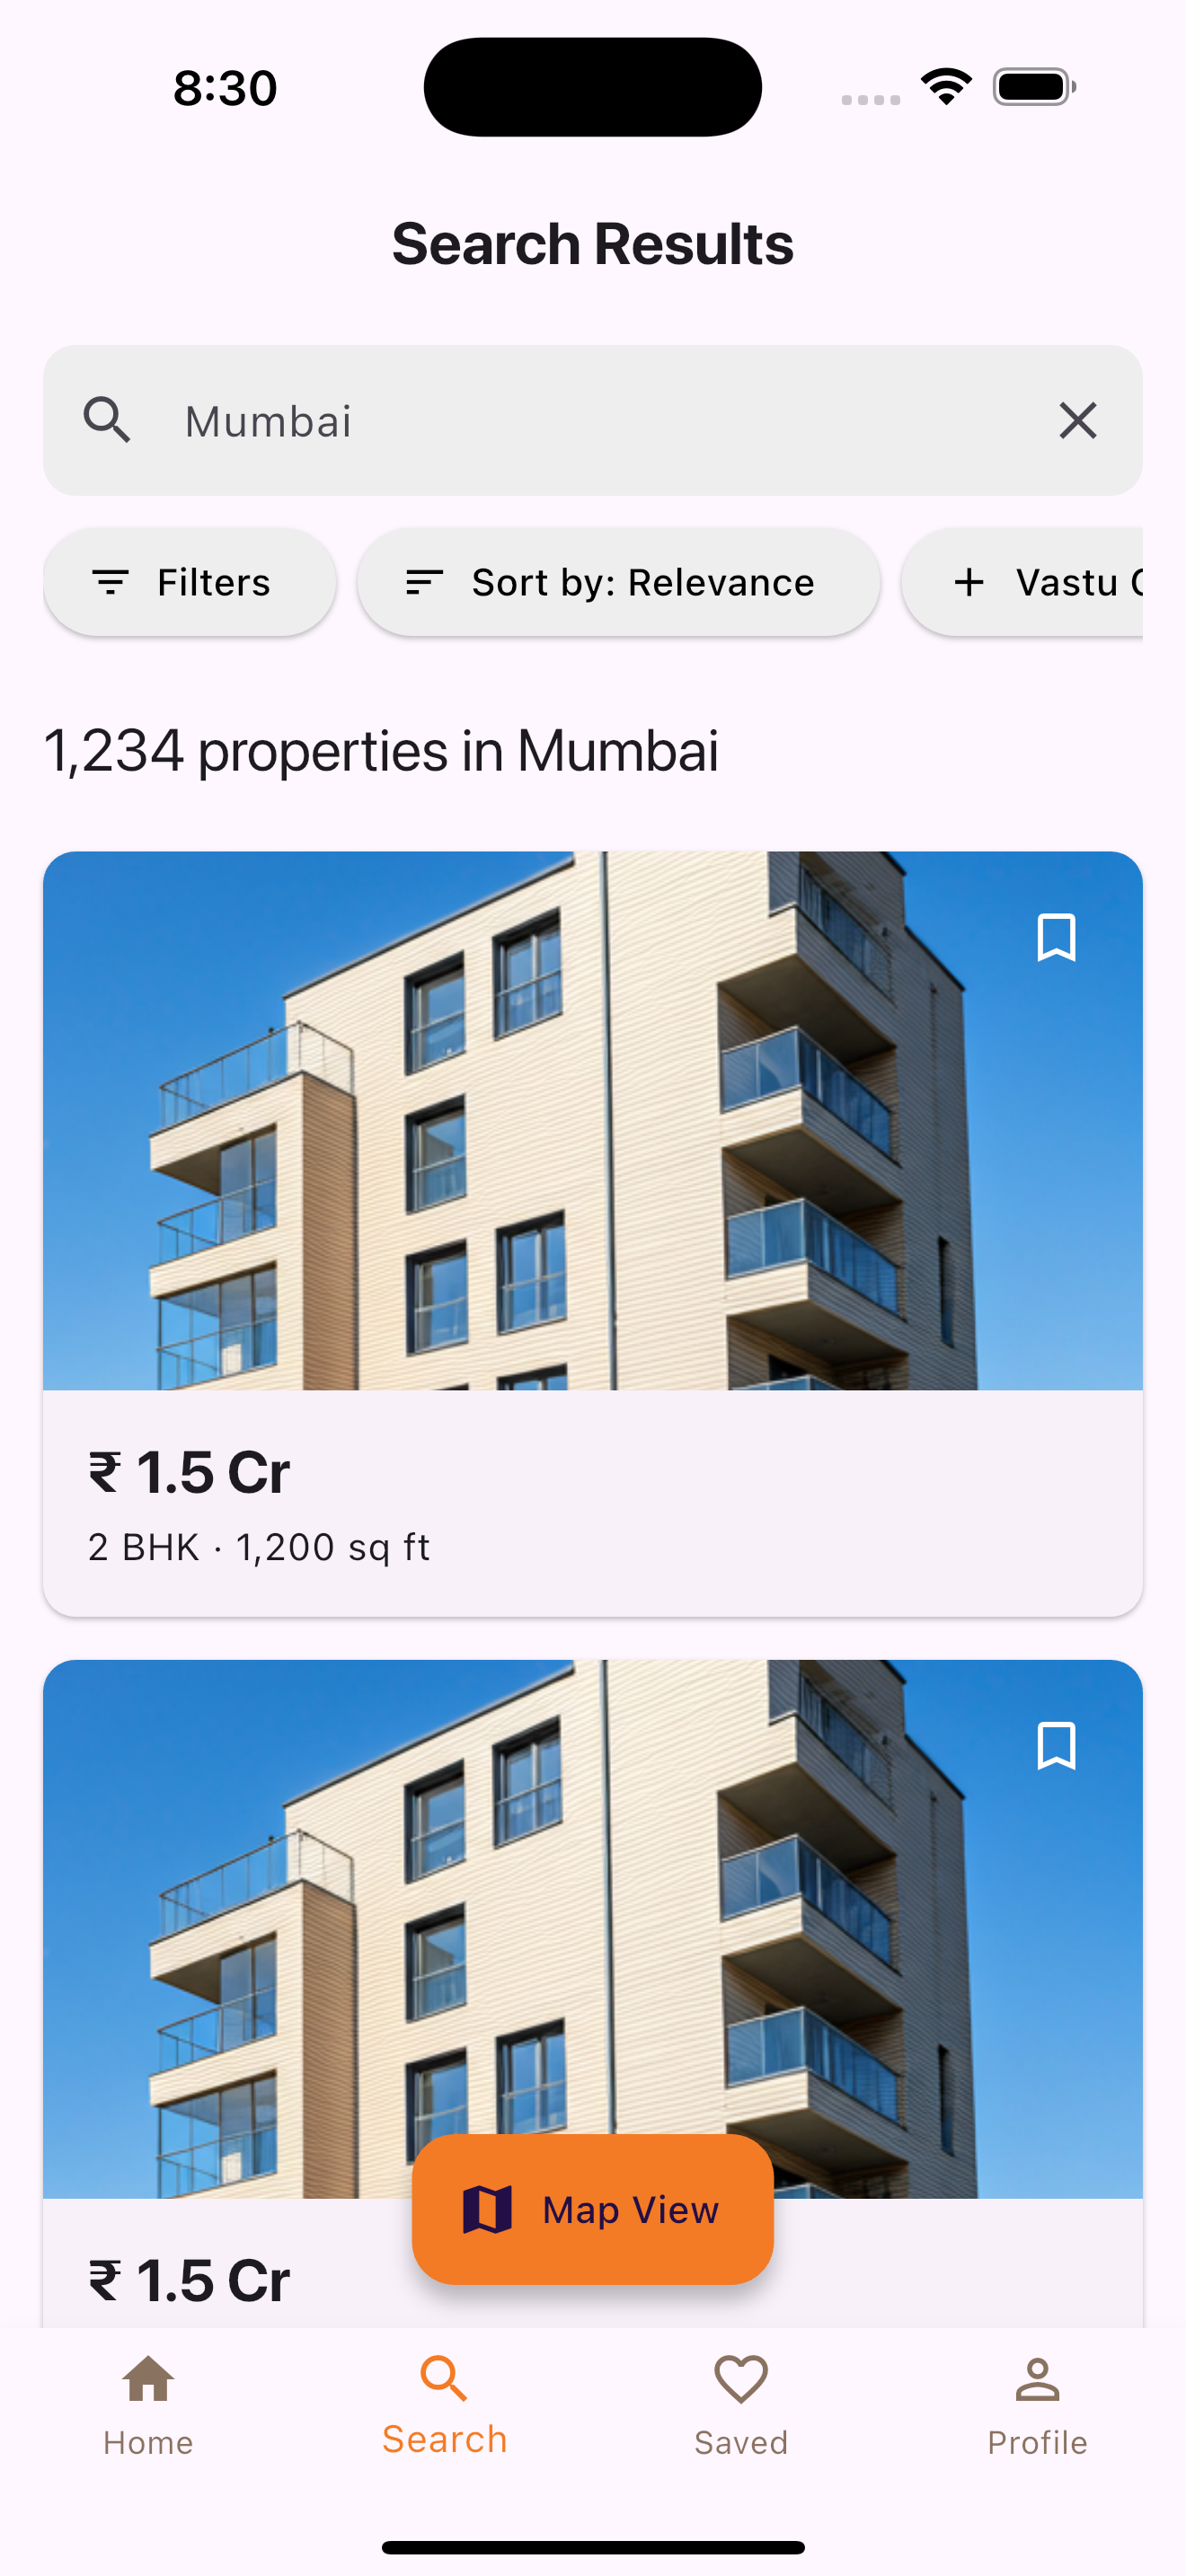 8:30
Search Results
Mumbai
Filters
Sort by: Relevance
Vastu
1,234 properties in Mumbai
₹ 1.5 Cr
2 BHK · 1,200 sq ft
Map View
₹ 1.5 Cr
Home
Search
Saved
Profile